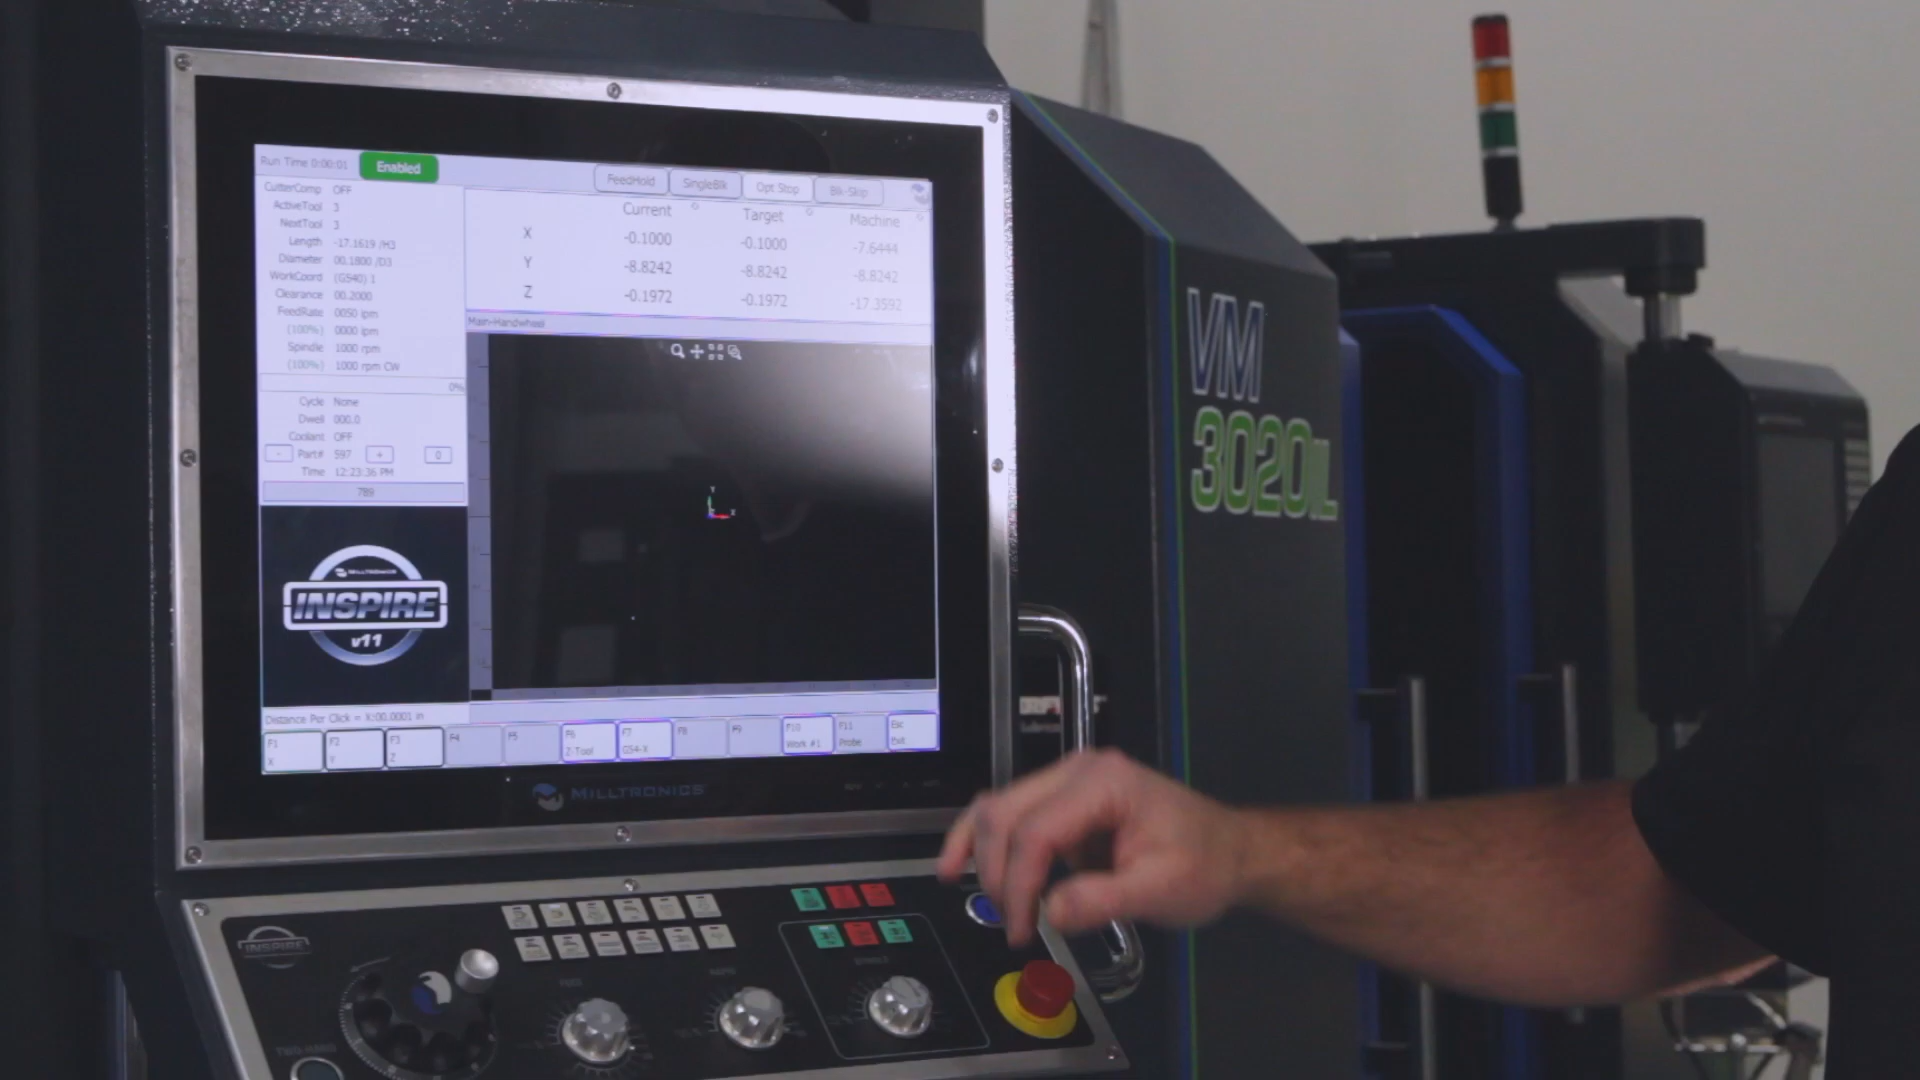 Run Time 0:00:01 Enabled
FeedHold SingleBlk Opt Stop Blk-Skip
CutterComp OFF
ActiveTool 3
NextTool 3
Length -17.1619 /H3
Diameter 00.1800 /D3
WorkCoord (G540) 1
Clearance 00.2000
FeedRate 0050 ipm
(100%) 0000 ipm
Spindle 1000 rpm
(100%) 1000 rpm CW
0%
Cycle None
Dwell 000.0
Coolant OFF
- Part# 597 + 0
Time 12:23:36 PM
789
Current Target Machine
X -0.1000 -0.1000 -7.6444
Y -8.8242 -8.8242 -8.8242
Z -0.1972 -0.1972 -17.3592
Main-Handwheel
Y
X
MILLTRONICS
INSPIRE
v11
Distance Per Click = X:00.0001 in
F1 X
F2 Y
F3 Z
F4
F5
F6 Z-Tool
F7 G54-X
F8
F9
F10 Work #1
F11 Probe
Esc Exit
MILLTRONICS
INSPIRE
VM
3020IL